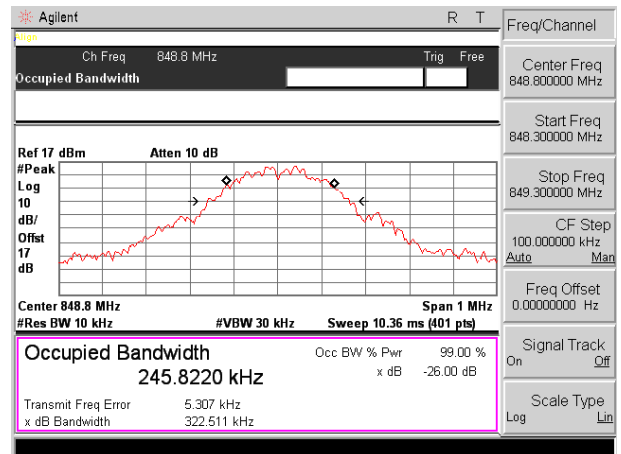 Agilent R T
Align
Ch Freq 848.8 MHz Trig Free
Occupied Bandwidth
Ref 17 dBm Atten 10 dB
#Peak
Log
10
dB/
Offst
17
dB
Center 848.8 MHz Span 1 MHz
#Res BW 10 kHz #VBW 30 kHz Sweep 10.36 ms (401 pts)
Occupied Bandwidth Occ BW % Pwr 99.00 %
245.8220 kHz x dB -26.00 dB
Transmit Freq Error 5.307 kHz
x dB Bandwidth 322.511 kHz
Freq/Channel
Center Freq
848.800000 MHz
Start Freq
848.300000 MHz
Stop Freq
849.300000 MHz
CF Step
100.000000 kHz
Auto Man
Freq Offset
0.00000000 Hz
Signal Track
On Off
Scale Type
Log Lin